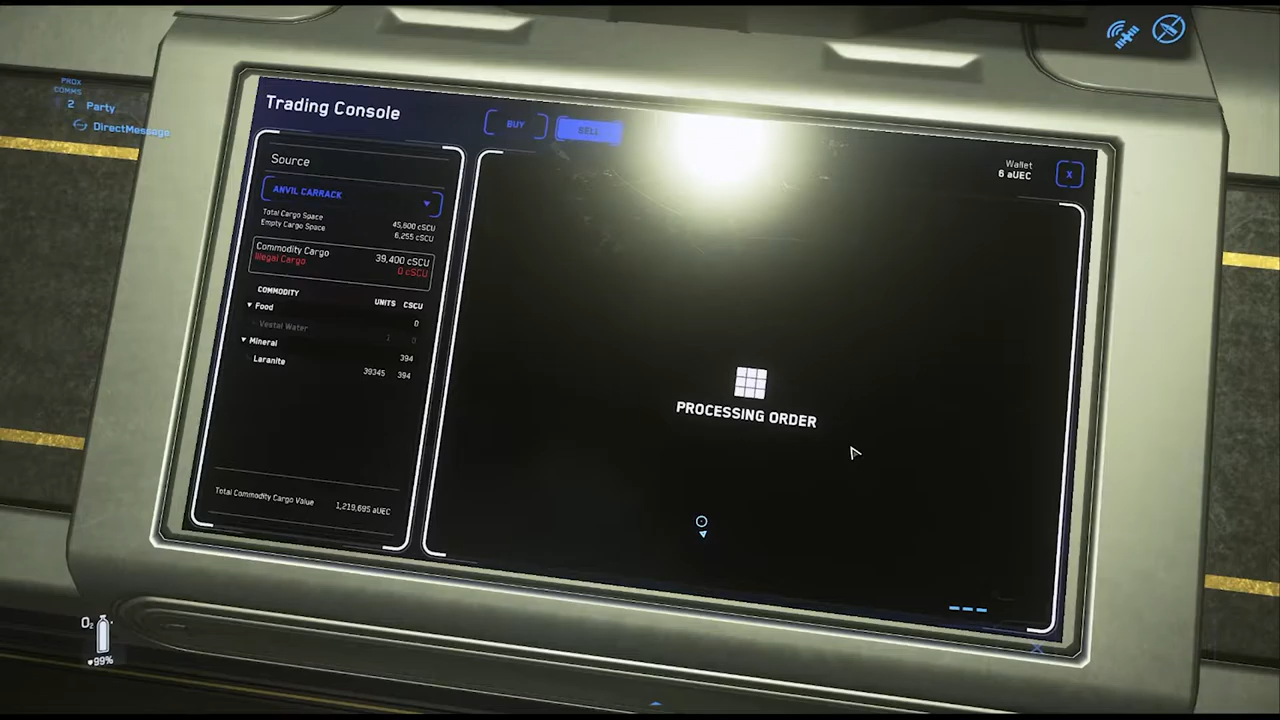 PROX
COMMS
2 Party
DirectMessage
Trading Console
BUY
SELL
Wallet
6 aUEC
X
Source
ANVIL CARRACK
Total Cargo Space 45,600 cSCU
Empty Cargo Space 6,255 cSCU
Commodity Cargo 39,400 cSCU
Illegal Cargo 0 cSCU
COMMODITY UNITS CSCU
Food 0
Vestal Water 1 0
Mineral 394
Laranite 39345 394
Total Commodity Cargo Value 1,219,695 aUEC
PROCESSING ORDER
O2
99%